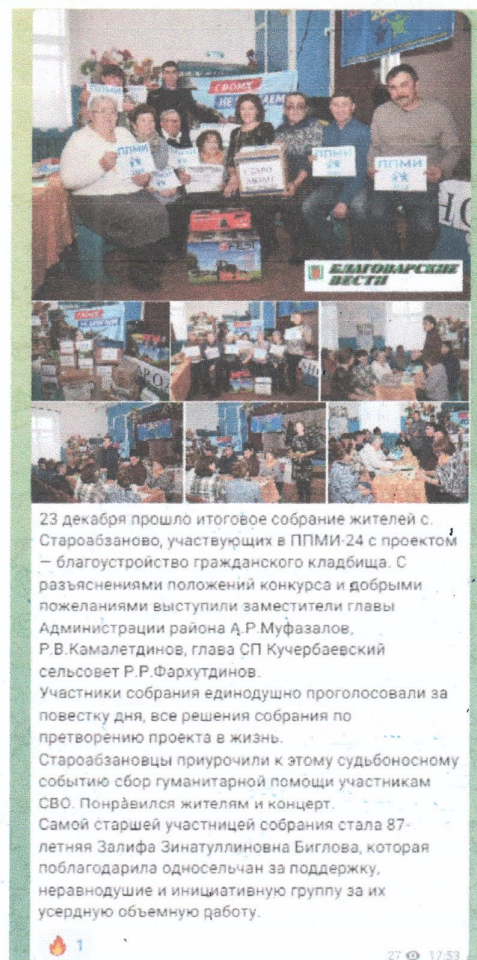 СВОИХ
ППМИ
ППМИ
ППМИ
БЛАГОВАРСКИЕ
ВЕСТИ
23 декабря прошло итоговое собрание жителей с.
Староабзаново, участвующих в ППМИ-24 с проектом
– благоустройство гражданского кладбища. С
разъяснениями положений конкурса и добрыми
пожеланиями выступили заместители главы
Администрации района А.Р.Муфазалов,
Р.В.Камалетдинов, глава СП Кучербаевский
сельсовет Р.Р.Фархутдинов.
Участники собрания единодушно проголосовали за
повестку дня, все решения собрания по
претворению проекта в жизнь.
Староабзановцы приурочили к этому судьбоносному
событию сбор гуманитарной помощи участникам
СВО. Понравился жителям и концерт.
Самой старшей участницей собрания стала 87-
летняя Залифа Зинатуллиновна Биглова, которая
поблагодарила односельчан за поддержку,
неравнодушие и инициативную группу за их
усердную объемную работу.
1
27 17:53